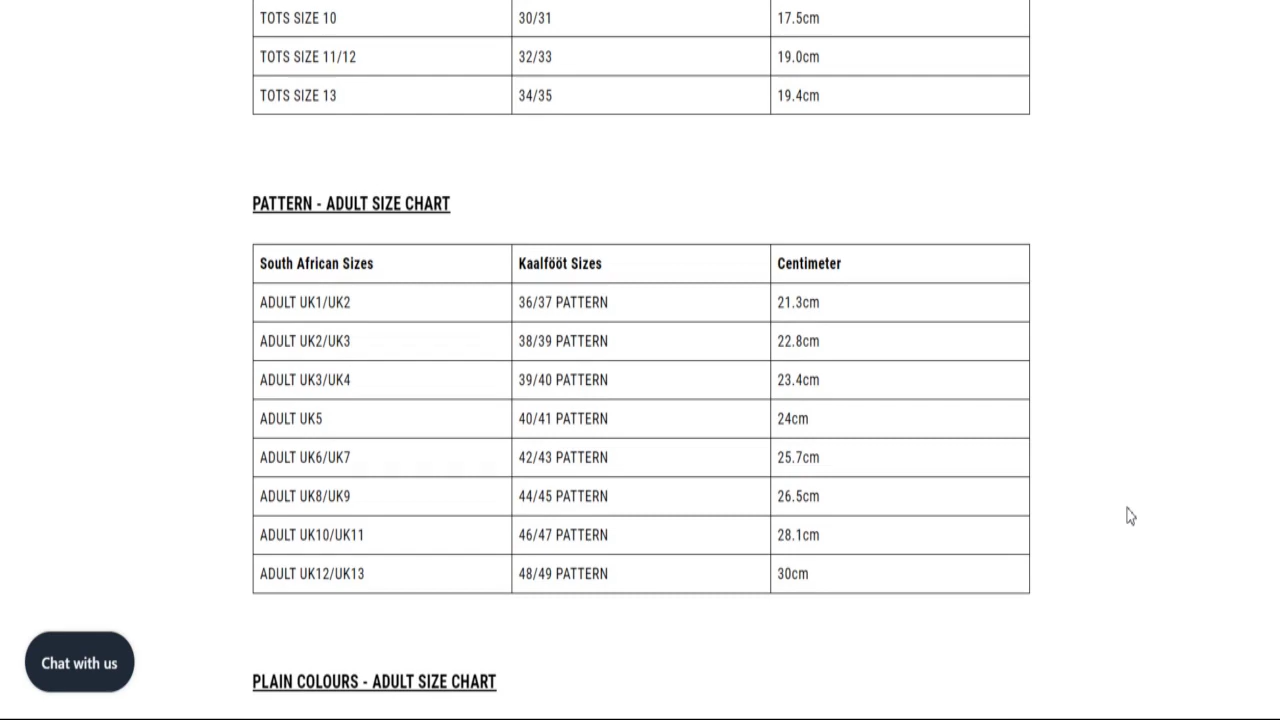 TOTS SIZE 10 30/31 17.5cm
TOTS SIZE 11/12 32/33 19.0cm
TOTS SIZE 13 34/35 19.4cm
PATTERN - ADULT SIZE CHART
South African Sizes Kaalfööt Sizes Centimeter
ADULT UK1/UK2 36/37 PATTERN 21.3cm
ADULT UK2/UK3 38/39 PATTERN 22.8cm
ADULT UK3/UK4 39/40 PATTERN 23.4cm
ADULT UK5 40/41 PATTERN 24cm
ADULT UK6/UK7 42/43 PATTERN 25.7cm
ADULT UK8/UK9 44/45 PATTERN 26.5cm
ADULT UK10/UK11 46/47 PATTERN 28.1cm
ADULT UK12/UK13 48/49 PATTERN 30cm
Chat with us
PLAIN COLOURS - ADULT SIZE CHART